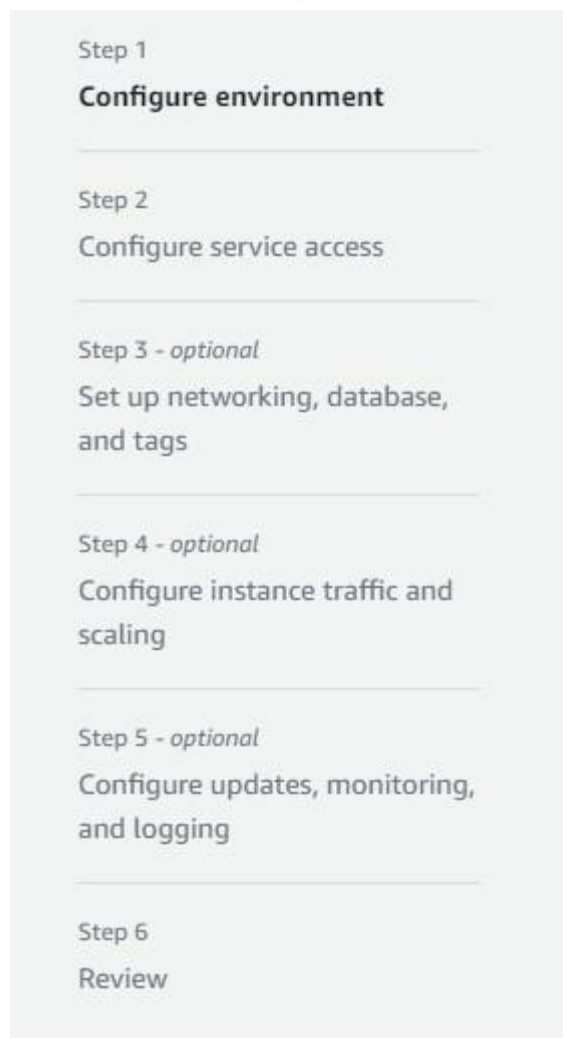 Step 1
Configure environment
Step 2
Configure service access
Step 3 - optional
Set up networking, database,
and tags
Step 4 - optional
Configure instance traffic and
scaling
Step 5 - optional
Configure updates, monitoring,
and logging
Step 6
Review